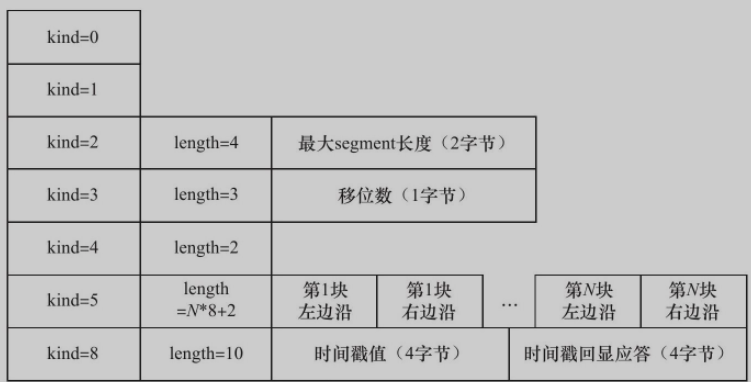 kind=0
kind=1
kind=2 length=4 最大segment长度（2字节）
kind=3 length=3 移位数（1字节）
kind=4 length=2
kind=5 length =N*8+2 第1块 左边沿 第1块 右边沿 … 第N块 左边沿 第N块 右边沿
kind=8 length=10 时间戳值（4字节） 时间戳回显应答（4字节）